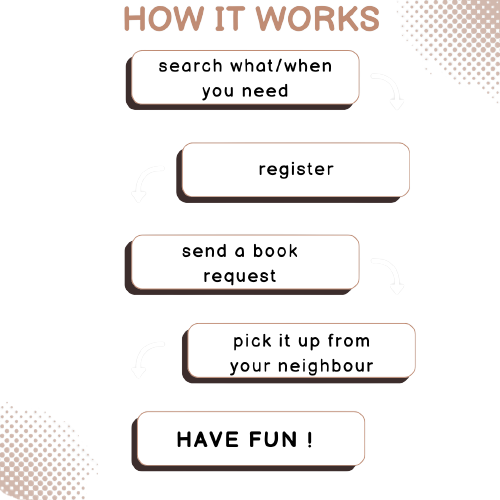 HOW IT WORKS
search what/when
you need
register
send a book
request
pick it up from
your neighbour
HAVE FUN !